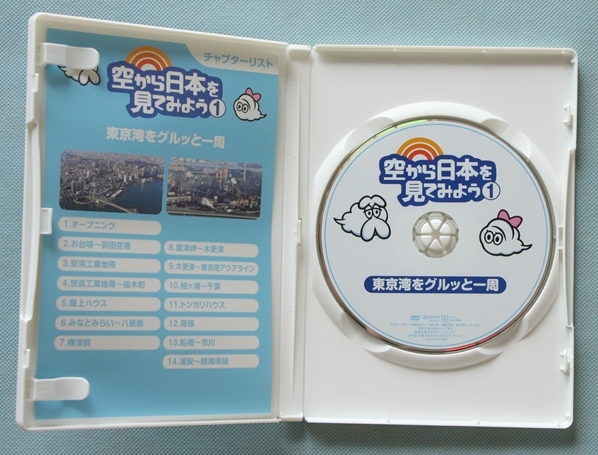 チャプターリスト
空から日本を
見てみよう1
東京湾をグルッと一周
1.オープニング
2.お台場〜羽田空港
3.京浜工業地帯
4.京浜工業地帯〜桜木町
5.屋上ハウス
6.みなとみらい〜八景島
7.横須賀
8.富津岬〜木更津
9.木更津〜東京湾アクアライン
10.袖ヶ浦〜千葉
11.トンガリハウス
12.幕張
13.船橋〜市川
14.浦安〜晴海埠頭
空から日本を
見てみよう1
東京湾をグルッと一周
DVD